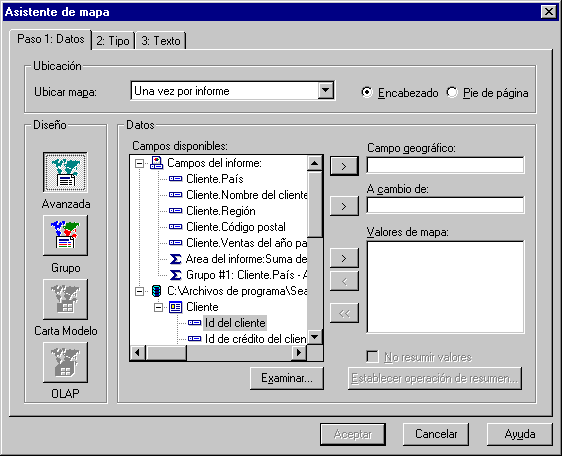 Asistente de mapa
Paso 1: Datos
2: Tipo
3: Texto
Ubicación
Ubicar mapa:
Una vez por informe
Encabezado
Pie de página
Diseño
Avanzada
Grupo
Carta Modelo
OLAP
Datos
Campos disponibles:
Campos del informe:
Cliente.País
Cliente.Nombre del cliente
Cliente.Región
Cliente.Código postal
Cliente.Ventas del año pa
Area del informe:Suma de
Grupo #1: Cliente.País - A
C:\Archivos de programa\Sea
Cliente
Id del cliente
Id de crédito del clien
Examinar...
>
Campo geográfico:
>
A cambio de:
>
<
<<
Valores de mapa:
No resumir valores
Establecer operación de resumen...
Aceptar
Cancelar
Ayuda